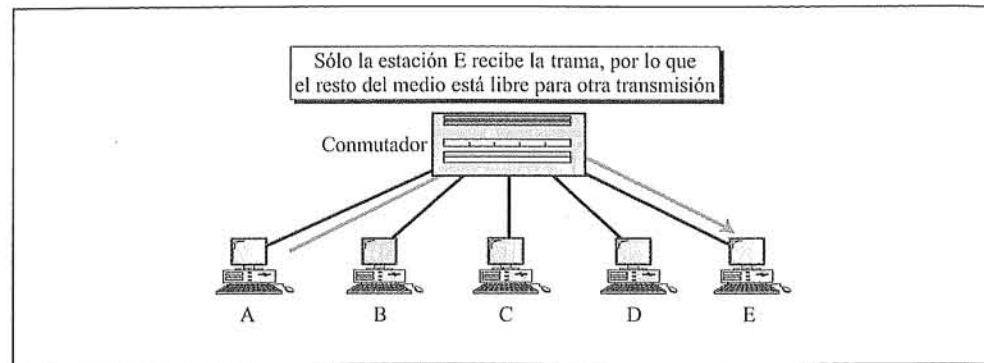 Sólo la estación E recibe la trama, por lo que
el resto del medio está libre para otra transmisión
Conmutador
A
B
C
D
E